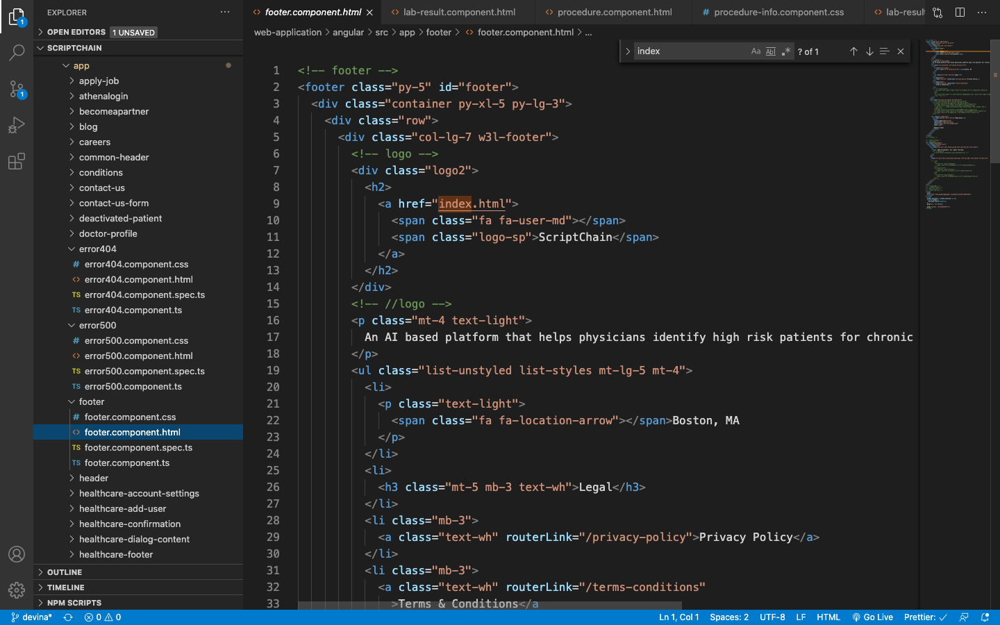 EXPLORER
OPEN EDITORS 1 UNSAVED
SCRIPTCHAIN
app
apply-job
athenalogin
becomeapartner
blog
careers
common-header
conditions
contact-us
contact-us-form
deactivated-patient
doctor-profile
error404
# error404.component.css
<> error404.component.html
TS error404.component.spec.ts
TS error404.component.ts
error500
# error500.component.css
<> error500.component.html
TS error500.component.spec.ts
TS error500.component.ts
footer
# footer.component.css
<> footer.component.html
TS footer.component.spec.ts
TS footer.component.ts
header
healthcare-account-settings
healthcare-add-user
healthcare-confirmation
healthcare-dialog-content
healthcare-footer
OUTLINE
TIMELINE
NPM SCRIPTS
1
1
<> footer.component.html <> lab-result.component.html <> procedure.component.html # procedure-info.component.css <> lab-result
web-application > angular > src > app > footer > <> footer.component.html > ...
index Aa Abl .* ? of 1
1 <!-- footer -->
2 <footer class="py-5" id="footer">
3 <div class="container py-xl-5 py-lg-3">
4 <div class="row">
5 <div class="col-lg-7 w3l-footer">
6 <!-- logo -->
7 <div class="logo2">
8 <h2>
9 <a href="index.html">
10 <span class="fa fa-user-md"></span>
11 <span class="logo-sp">ScriptChain</span>
12 </a>
13 </h2>
14 </div>
15 <!-- //logo -->
16 <p class="mt-4 text-light">
17 An AI based platform that helps physicians identify high risk patients for chronic
18 </p>
19 <ul class="list-unstyled list-styles mt-lg-5 mt-4">
20 <li>
21 <p class="text-light">
22 <span class="fa fa-location-arrow"></span>Boston, MA
23 </p>
24 </li>
25 <li>
26 <h3 class="mt-5 mb-3 text-wh">Legal</h3>
27 </li>
28 <li class="mb-3">
29 <a class="text-wh" routerLink="/privacy-policy">Privacy Policy</a>
30 </li>
31 <li class="mb-3">
32 <a class="text-wh" routerLink="/terms-conditions"
33 >Terms & Conditions</a
devina* 0 0 Ln 1, Col 1 Spaces: 2 UTF-8 LF HTML Go Live Prettier: ✓